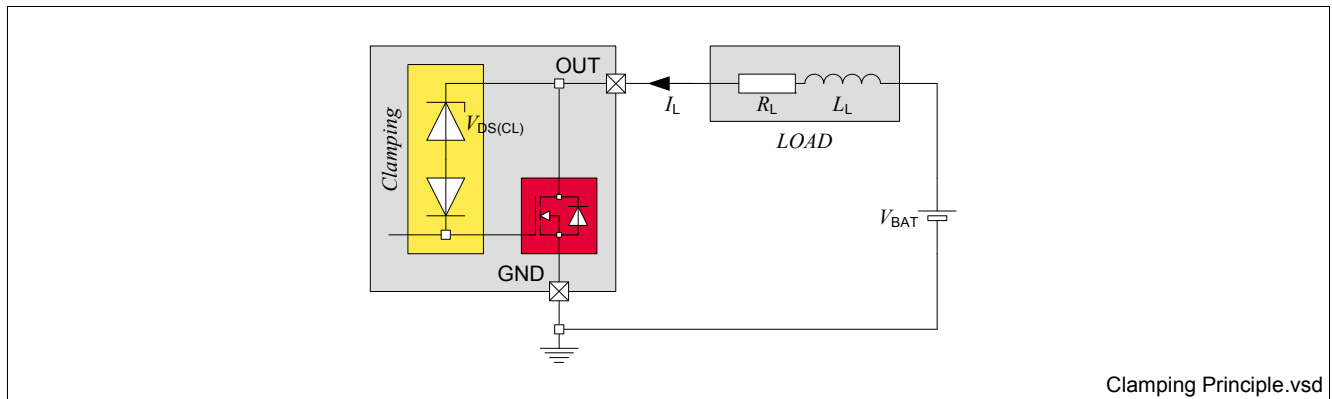 OUT
Clamping
V_DS(CL)
I_L
R_L
L_L
LOAD
V_BAT
GND
Clamping Principle.vsd